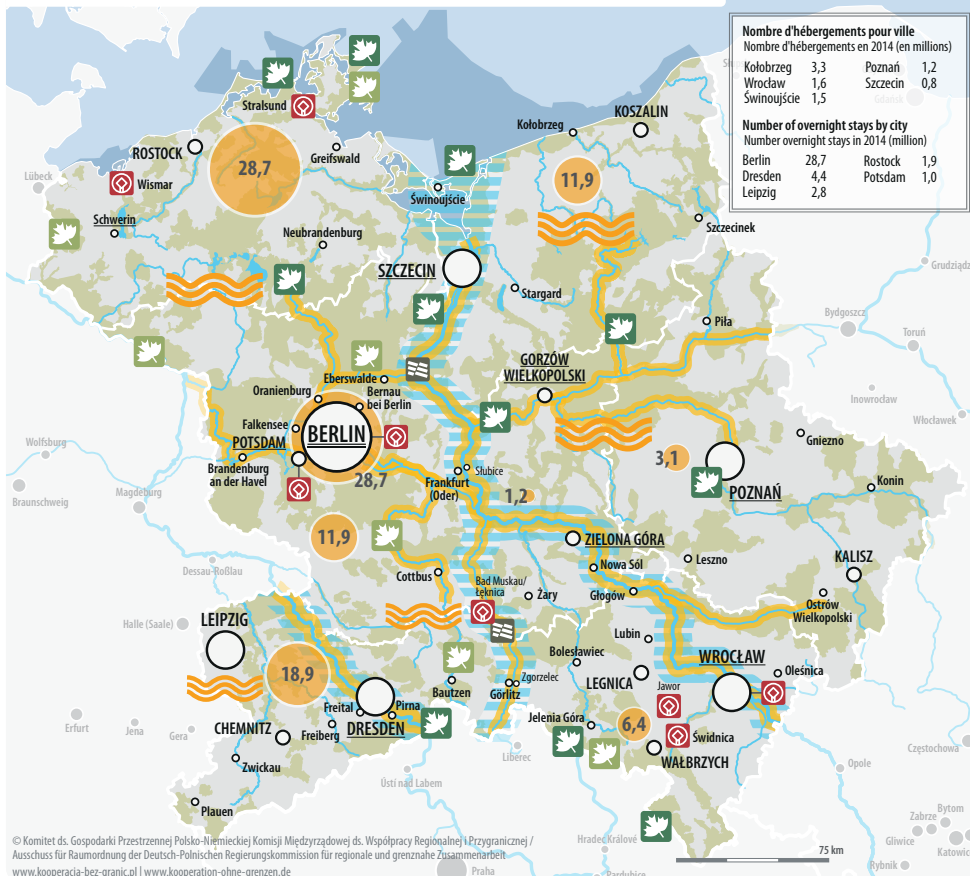 Nombre d'hébergements pour ville
Nombre d'hébergements en 2014 (en millions)
Kołobrzeg 3,3 Poznań 1,2
Wrocław 1,6 Szczecin 0,8
Świnoujście 1,5
Number of overnight stays by city
Number overnight stays in 2014 (million)
Berlin 28,7 Rostock 1,9
Dresden 4,4 Potsdam 1,0
Leipzig 2,8
Gdańsk
Stralsund
KOSZALIN
Kołobrzeg
ROSTOCK
Greifswald
28,7
11,9
Lübeck
Wismar
Świnoujście
Schwerin
Szczecinek
Neubrandenburg
SZCZECIN
Grudziądz
Stargard
Piła
Bydgoszcz
Toruń
GORZÓW
WIELKOPOLSKI
Eberswalde
Oranienburg
Bernau
bei Berlin
Inowrocław
Włocławek
Falkensee
BERLIN
POTSDAM
Gniezno
Wolfsburg
Brandenburg
an der Havel
28,7
Słubice
Frankfurt
(Oder)
3,1
Konin
Braunschweig
Magdeburg
1,2
POZNAŃ
11,9
ZIELONA GÓRA
Leszno
KALISZ
Dessau-Roßlau
Cottbus
Bad Muskau/
Łęknica
Żary
Nowa Sól
Głogów
Ostrów
Wielkopolski
LEIPZIG
Halle (Saale)
Lubin
18,9
Bolesławiec
WROCŁAW
Oleśnica
Zgorzelec
Görlitz
LEGNICA
Jawor
Bautzen
Freital
Pirna
DRESDEN
Jelenia Góra
6,4
Świdnica
Erfurt
Jena
Gera
CHEMNITZ
Freiberg
WAŁBRZYCH
Liberec
Częstochowa
Zwickau
Ústí nad Labem
Opole
Plauen
Bytom
Zabrze
Gliwice
Katowice
Hradec Králové
75 km
Rybnik
Praha
Pardubice
© Komitet ds. Gospodarki Przestrzennej Polsko-Niemieckiej Komisji Międzyrządowej ds. Współpracy Regionalnej i Przygranicznej /
Ausschuss für Raumordnung der Deutsch-Polnischen Regierungskommission für regionale und grenznahe Zusammenarbeit
www.kooperacja-bez-granic.pl | www.kooperation-ohne-grenzen.de